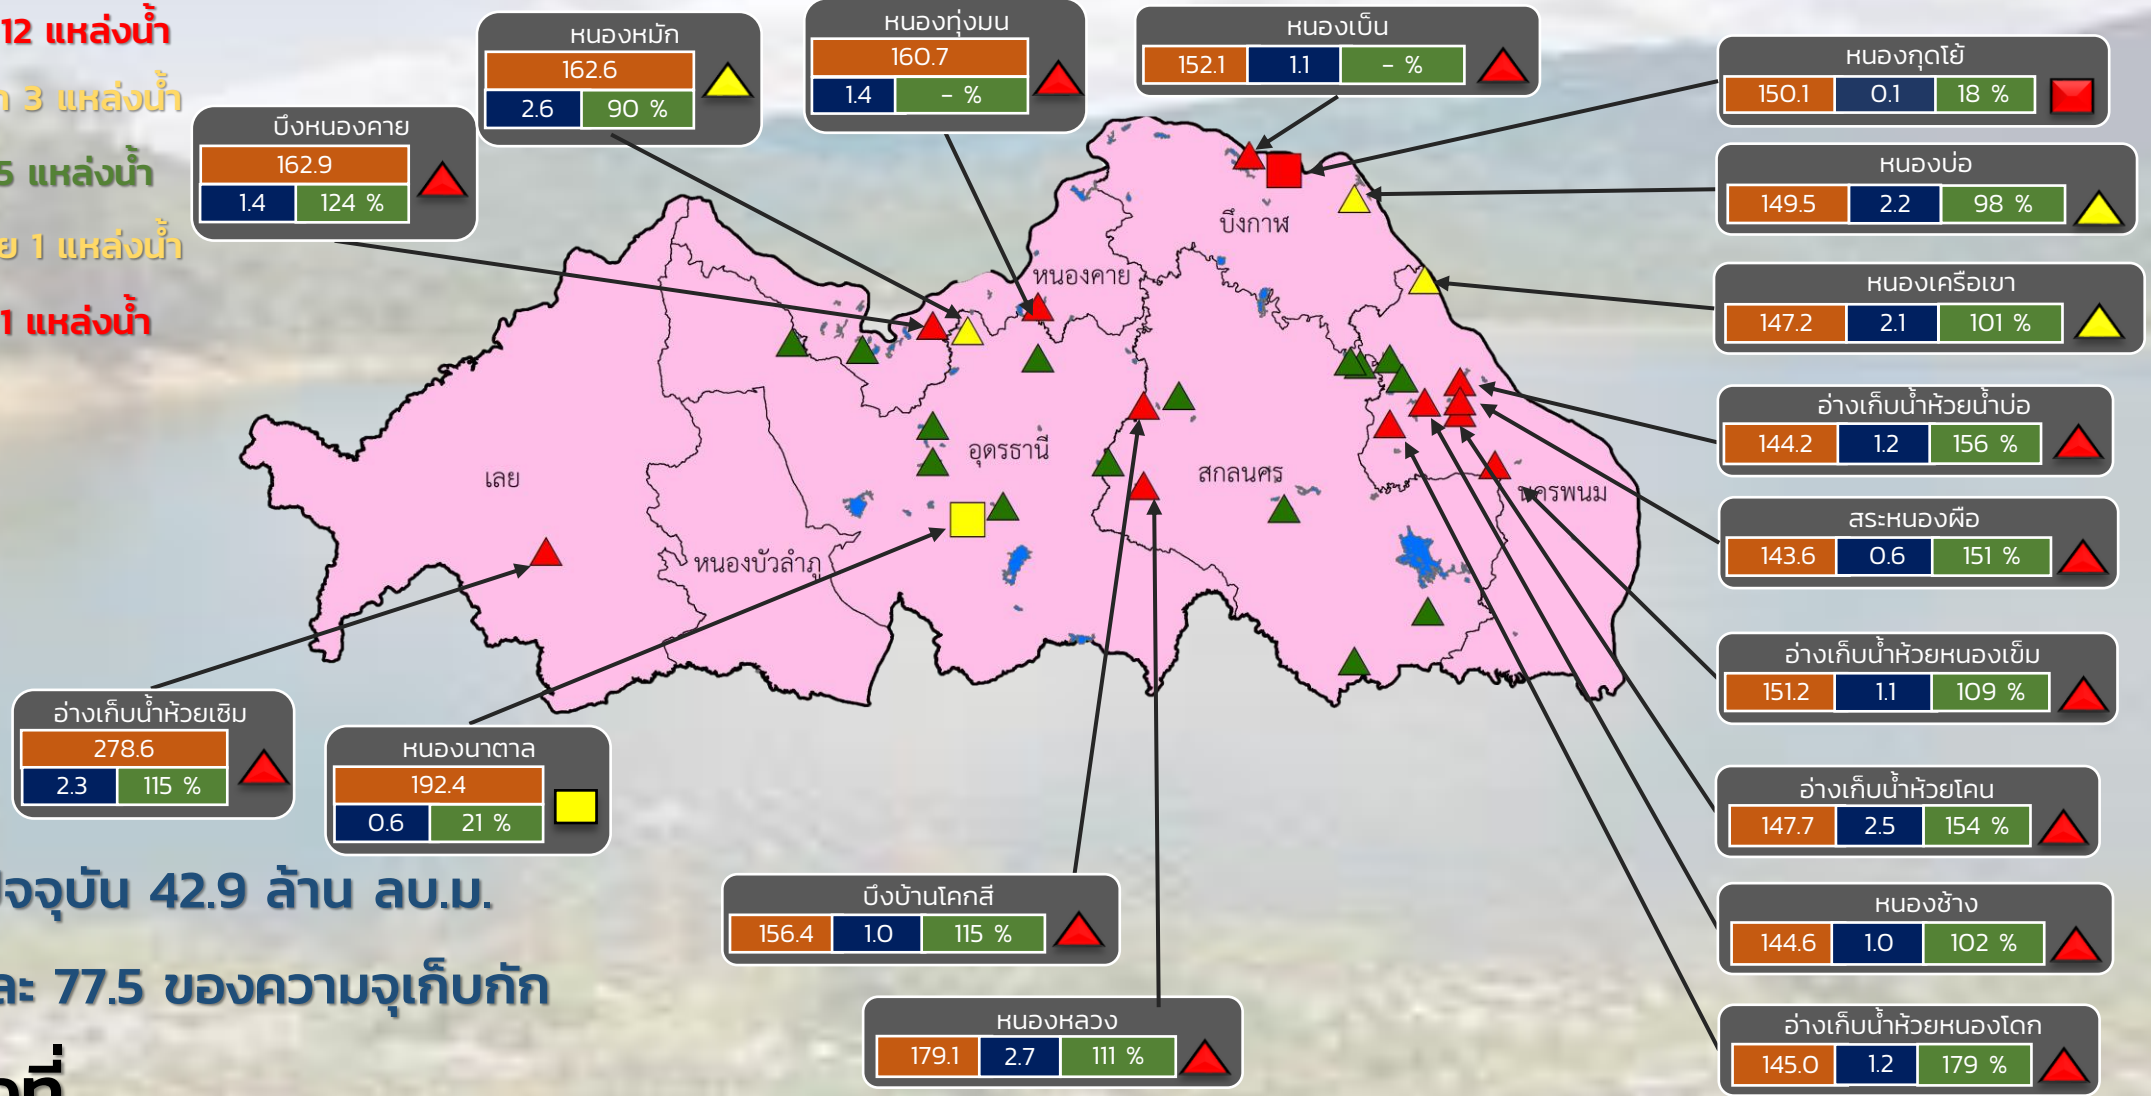 12 แหล่งน้ำ
3 แหล่งน้ำ
5 แหล่งน้ำ
1 แหล่งน้ำ
1 แหล่งน้ำ
บึงหนองคาย
162.9
1.4 124 %
หนองหมัก
162.6
2.6 90 %
หนองทุ่งมน
160.7
1.4 - %
หนองเบ็น
152.1 1.1 - %
หนองกุดโย้
150.1 0.1 18 %
หนองบ่อ
149.5 2.2 98 %
หนองเครือเขา
147.2 2.1 101 %
อ่างเก็บน้ำห้วยน้ำบ่อ
144.2 1.2 156 %
สระหนองผือ
143.6 0.6 151 %
อ่างเก็บน้ำห้วยหนองเข็ม
151.2 1.1 109 %
อ่างเก็บน้ำห้วยโคน
147.7 2.5 154 %
หนองช้าง
144.6 1.0 102 %
อ่างเก็บน้ำห้วยหนองโดก
145.0 1.2 179 %
บึงกาฬ
หนองคาย
อุดรธานี
เลย
สกลนคร
นครพนม
หนองบัวลำภู
อ่างเก็บน้ำห้วยเซิม
278.6
2.3 115 %
หนองนาตาล
192.4
0.6 21 %
บึงบ้านโคกสี
156.4 1.0 115 %
หนองหลวง
179.1 2.7 111 %
42.9 ล้าน ลบ.ม.
77.5 ของความจุเก็บกัก